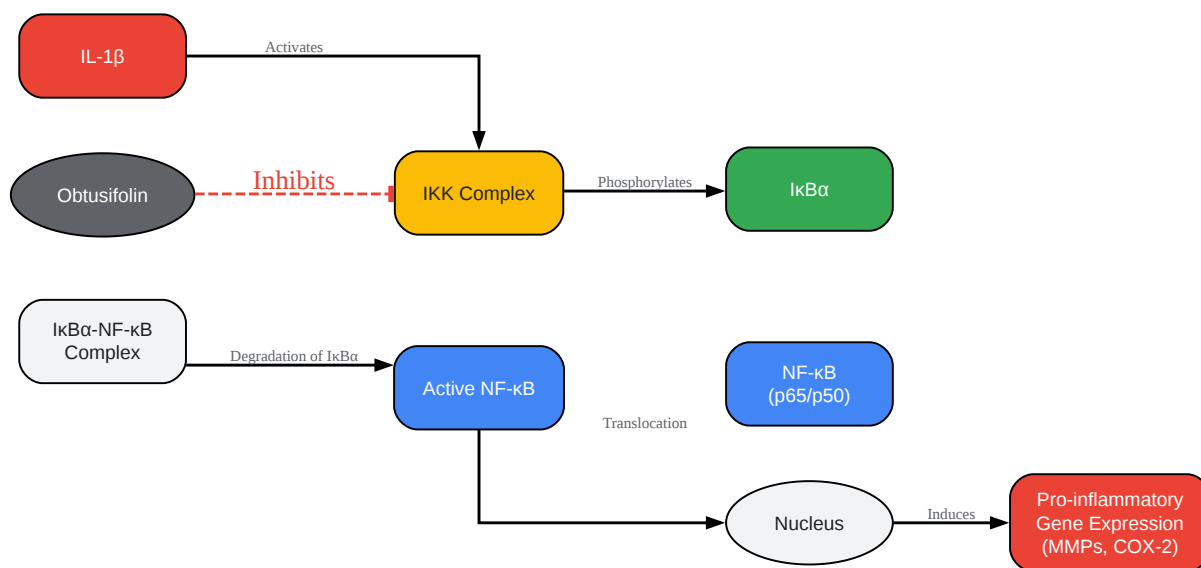 IL-1β
Activates
Obtusifolin
Inhibits
IKK Complex
Phosphorylates
IκBα
IκBα-NF-κB
Complex
Degradation of IκBα
Active NF-κB
NF-κB
(p65/p50)
Translocation
Nucleus
Induces
Pro-inflammatory
Gene Expression
(MMPs, COX-2)